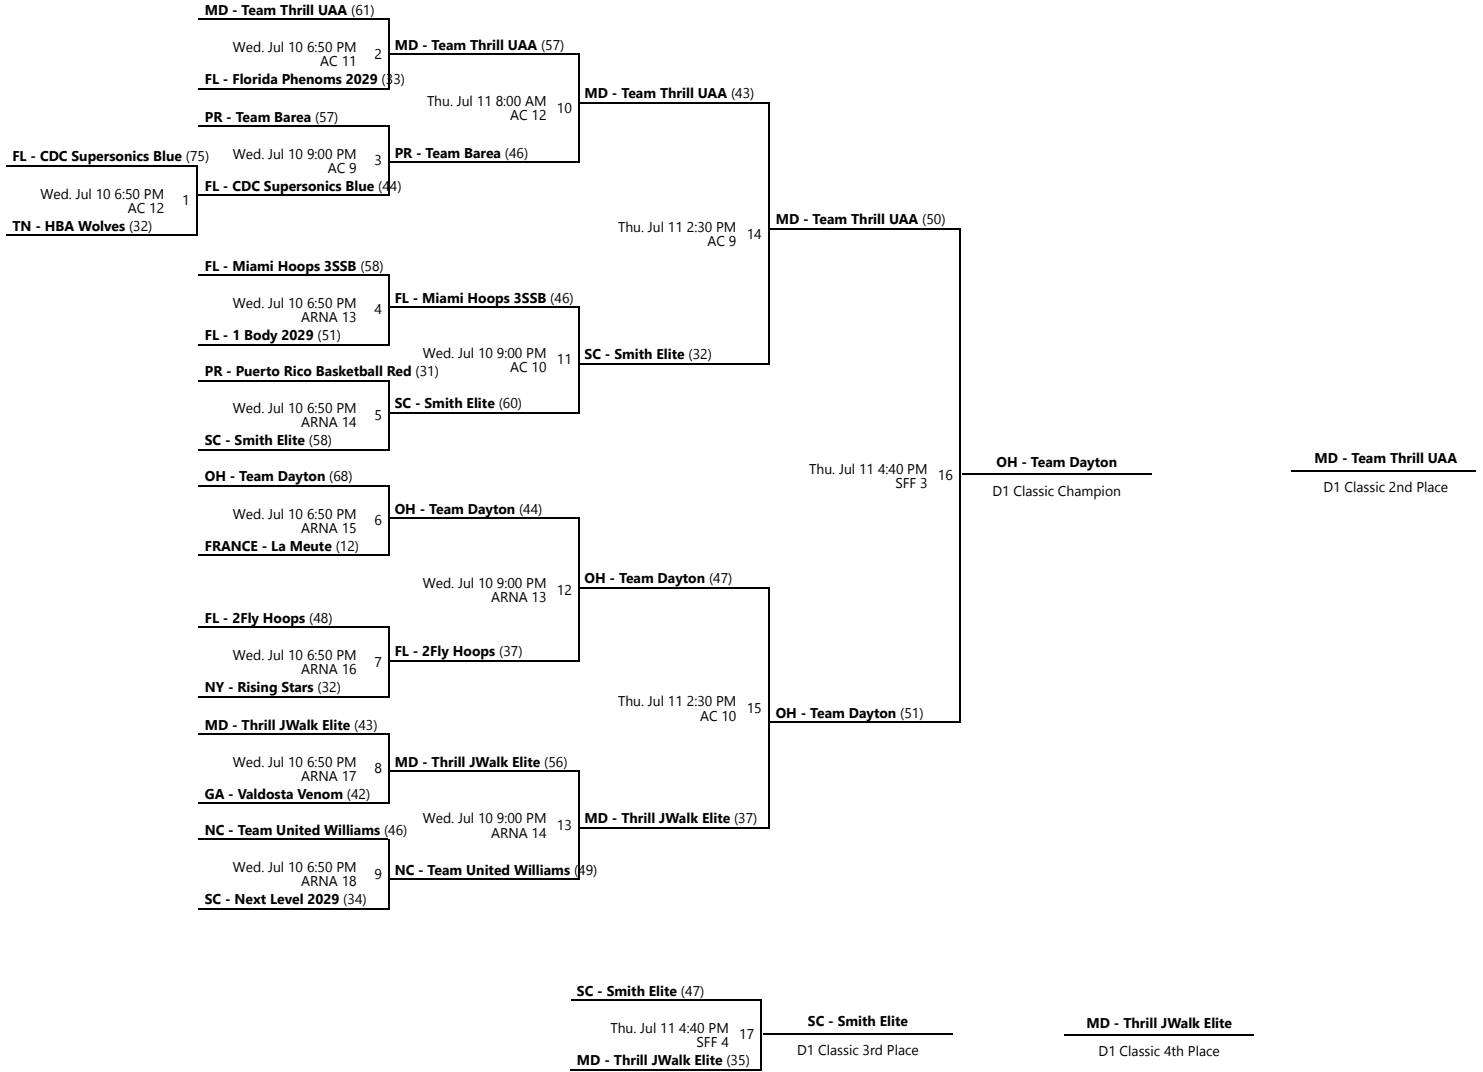 MD - Team Thrill UAA (61)
Wed. Jul 10 6:50 PM
AC 11
2
FL - Florida Phenoms 2029 (33)
PR - Team Barea (57)
Wed. Jul 10 9:00 PM
AC 9
3
FL - CDC Supersonics Blue (44)
FL - CDC Supersonics Blue (75)
Wed. Jul 10 6:50 PM
AC 12
1
TN - HBA Wolves (32)
FL - Miami Hoops 3SSB (58)
Wed. Jul 10 6:50 PM
ARNA 13
4
FL - 1 Body 2029 (51)
PR - Puerto Rico Basketball Red (31)
Wed. Jul 10 6:50 PM
ARNA 14
5
SC - Smith Elite (58)
OH - Team Dayton (68)
Wed. Jul 10 6:50 PM
ARNA 15
6
FRANCE - La Meute (12)
FL - 2Fly Hoops (48)
Wed. Jul 10 6:50 PM
ARNA 16
7
NY - Rising Stars (32)
MD - Thrill JWalk Elite (43)
Wed. Jul 10 6:50 PM
ARNA 17
8
GA - Valdosta Venom (42)
NC - Team United Williams (46)
Wed. Jul 10 6:50 PM
ARNA 18
9
SC - Next Level 2029 (34)
MD - Team Thrill UAA (57)
Thu. Jul 11 8:00 AM
AC 12
10
PR - Team Barea (46)
FL - Miami Hoops 3SSB (46)
Wed. Jul 10 9:00 PM
AC 10
11
SC - Smith Elite (60)
OH - Team Dayton (44)
Wed. Jul 10 9:00 PM
ARNA 13
12
FL - 2Fly Hoops (37)
MD - Thrill JWalk Elite (56)
Wed. Jul 10 9:00 PM
ARNA 14
13
NC - Team United Williams (49)
MD - Team Thrill UAA (43)
Thu. Jul 11 2:30 PM
AC 9
14
SC - Smith Elite (32)
OH - Team Dayton (47)
Thu. Jul 11 2:30 PM
AC 10
15
MD - Thrill JWalk Elite (37)
MD - Team Thrill UAA (50)
Thu. Jul 11 4:40 PM
SFF 3
16
OH - Team Dayton (51)
OH - Team Dayton
D1 Classic Champion
MD - Team Thrill UAA
D1 Classic 2nd Place
SC - Smith Elite (47)
Thu. Jul 11 4:40 PM
SFF 4
17
MD - Thrill JWalk Elite (35)
SC - Smith Elite
D1 Classic 3rd Place
MD - Thrill JWalk Elite
D1 Classic 4th Place